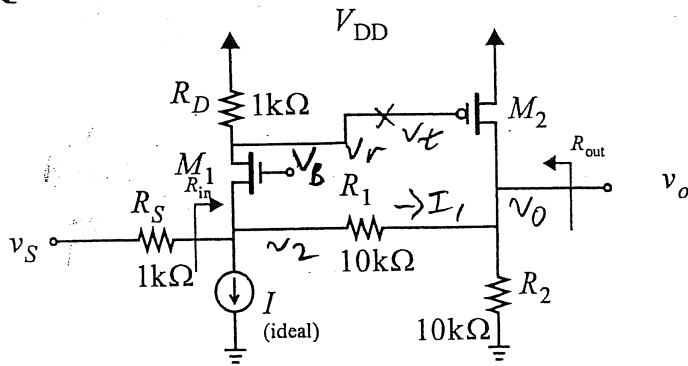 V_DD
R_D 1kΩ
M_2
v_r v_t
M_1 V_B
R_out
R_in
R_1 → I_1
v_o
v_0
R_S
v_S
v_2
1kΩ
10kΩ
I
(ideal)
R_2
10kΩ